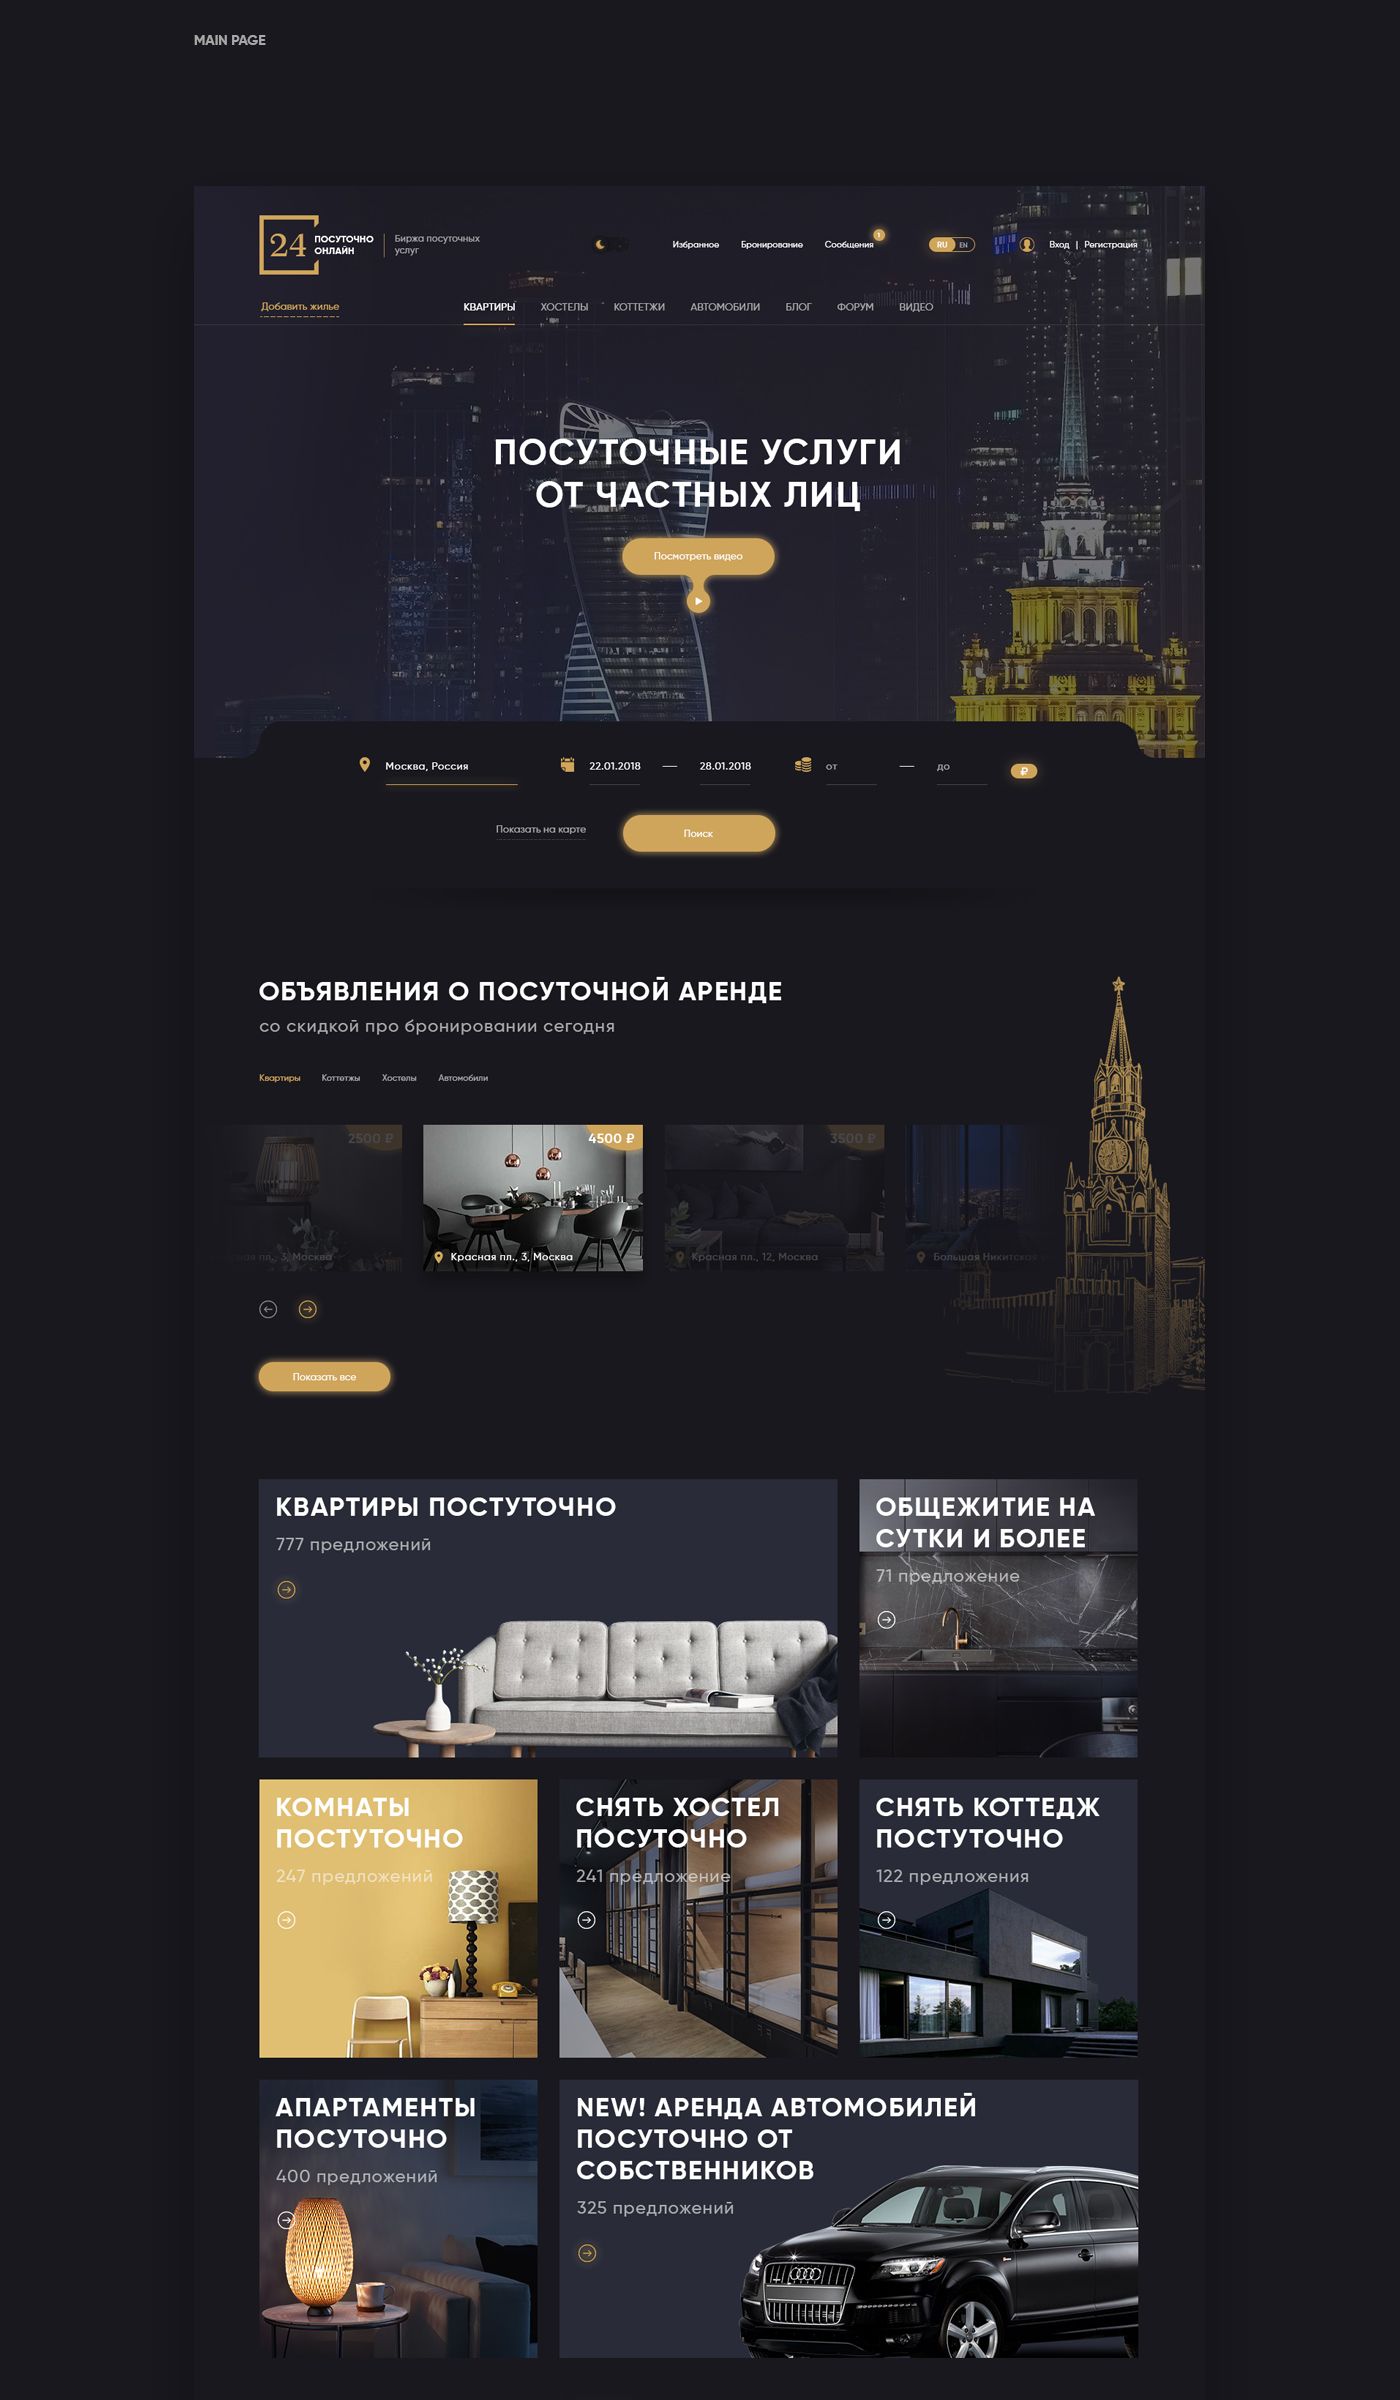 MAIN PAGE
24 ПОСУТОЧНО
ОНЛАЙН
Биржа посуточных
услуг
Избранное Бронирование Сообщения 1 RU EN Вход | Регистрация
Добавить жилье КВАРТИРЫ ХОСТЕЛЫ КОТТЕТЖИ АВТОМОБИЛИ БЛОГ ФОРУМ ВИДЕО
ПОСУТОЧНЫЕ УСЛУГИ
ОТ ЧАСТНЫХ ЛИЦ
Посмотреть видео
Москва, Россия 22.01.2018 — 28.01.2018 от — до ₽
Показать на карте Поиск
ОБЪЯВЛЕНИЯ О ПОСУТОЧНОЙ АРЕНДЕ
со скидкой про бронировании сегодня
Квартиры Коттетжы Хостелы Автомобили
2500 ₽ 4500 ₽ 3500 ₽
пл., 3, Москва Красная пл., 3, Москва Красная пл., 12, Москва Большая Никитская
Показать все
КВАРТИРЫ ПОСТУТОЧНО
777 предложений
ОБЩЕЖИТИЕ НА
СУТКИ И БОЛЕЕ
71 предложение
КОМНАТЫ
ПОСТУТОЧНО
247 предложений
СНЯТЬ ХОСТЕЛ
ПОСУТОЧНО
241 предложение
СНЯТЬ КОТТЕДЖ
ПОСТУТОЧНО
122 предложения
АПАРТАМЕНТЫ
ПОСУТОЧНО
400 предложений
NEW! АРЕНДА АВТОМОБИЛЕЙ
ПОСУТОЧНО ОТ
СОБСТВЕННИКОВ
325 предложений